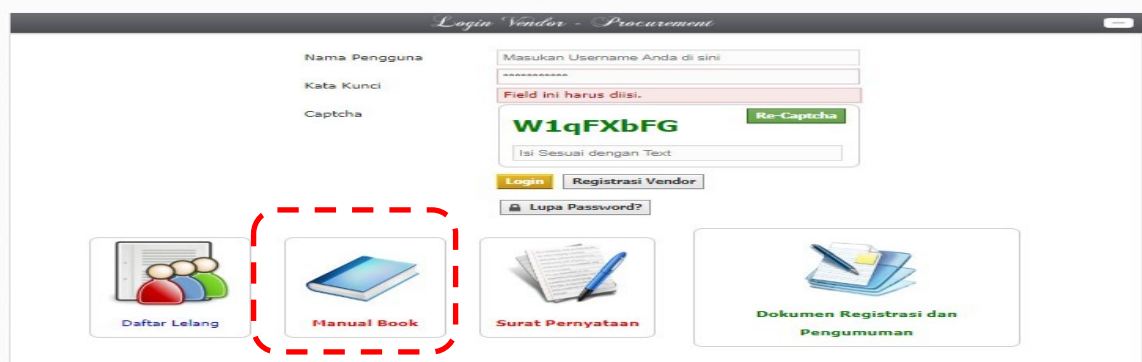 Login Vendor - Procurement
Nama Pengguna
Masukan Username Anda di sini
Kata Kunci
***********
Field ini harus diisi.
Captcha
W1qFXbFG
Re-Captcha
Isi Sesuai dengan Text
Login
Registrasi Vendor
Lupa Password?
Daftar Lelang
Manual Book
Surat Pernyataan
Dokumen Registrasi dan
Pengumuman